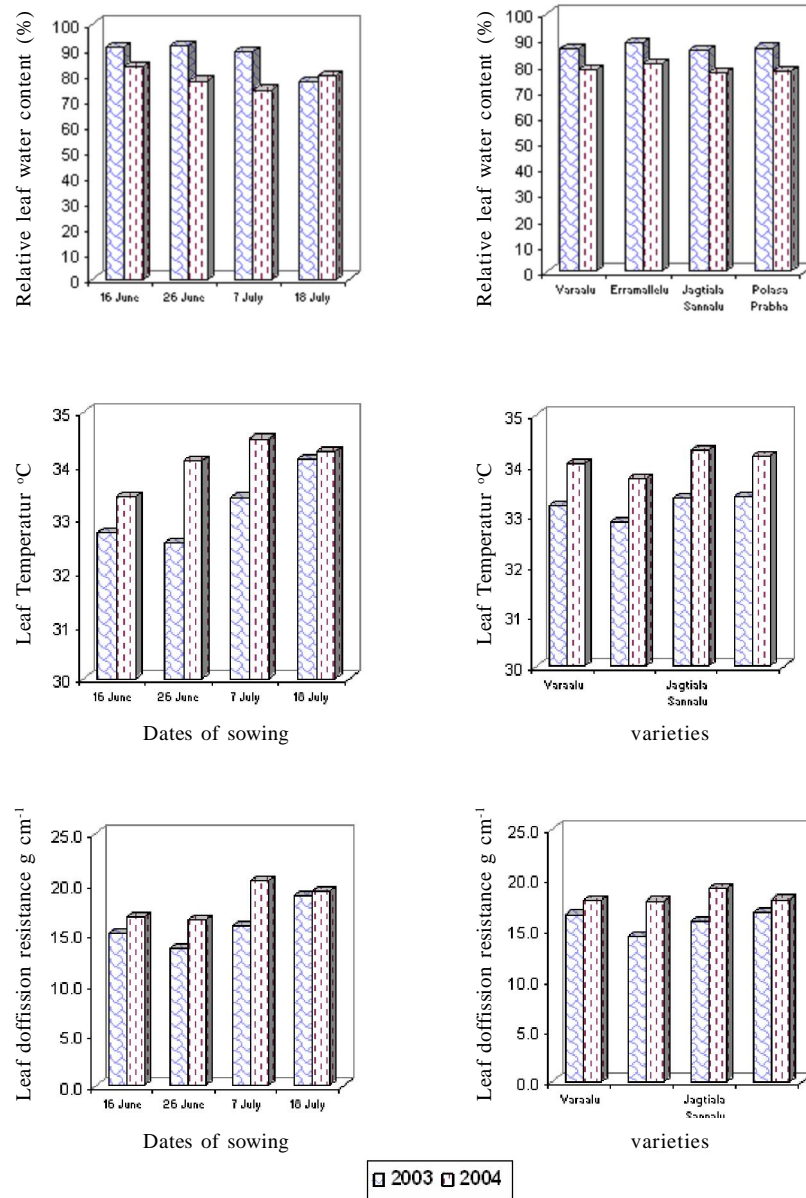 Relative leaf water content (%)
100
90
80
70
60
50
40
30
20
10
0
16 June 26 June 7 July 18 July
Relative leaf water content (%)
100
90
80
70
60
50
40
30
20
10
0
Varaalu Erramallelu Jagtiala Polasa
Sannalu Prabha
Leaf Temperatur °C
35
34
33
32
31
30
16 June 26 June 7 July 18 July
Dates of sowing
Leaf Temperatur °C
35
34
33
32
31
30
Varaalu Jagtiala
Sannalu
varieties
Leaf doffission resistance g cm-1
25.0
20.0
15.0
10.0
5.0
0.0
16 June 26 June 7 July 18 July
Dates of sowing
Leaf doffission resistance g cm-1
25.0
20.0
15.0
10.0
5.0
0.0
Varaalu Jagtiala
Sannalu
varieties
2003 2004